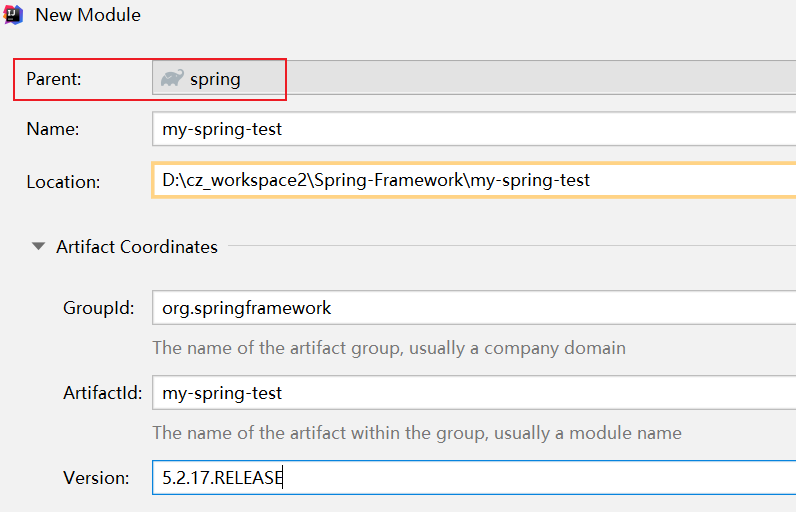 New Module
Parent: spring
Name: my-spring-test
Location: D:\cz_workspace2\Spring-Framework\my-spring-test
Artifact Coordinates
GroupId: org.springframework
The name of the artifact group, usually a company domain
ArtifactId: my-spring-test
The name of the artifact within the group, usually a module name
Version: 5.2.17.RELEASE